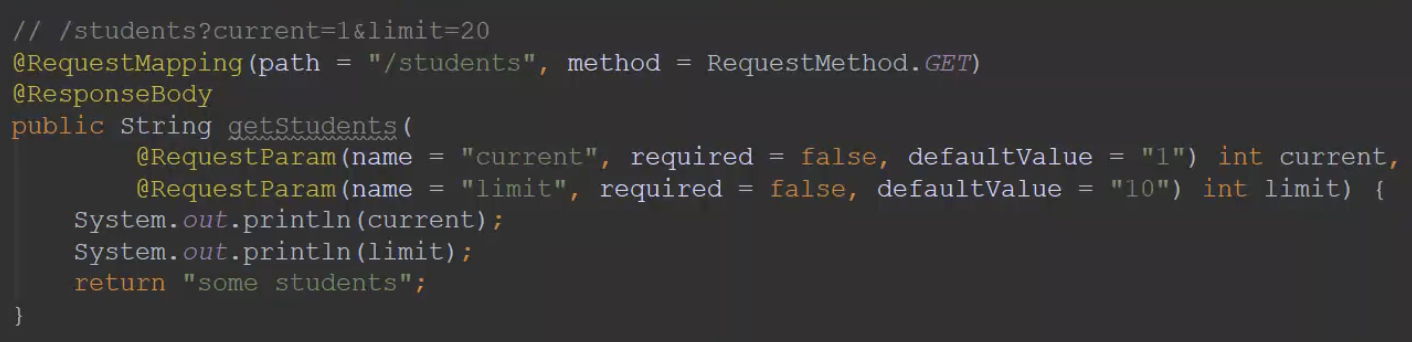 // /students?current=1&limit=20
@RequestMapping(path = "/students", method = RequestMethod.GET)
@ResponseBody
public String getStudents(
        @RequestParam(name = "current", required = false, defaultValue = "1") int current,
        @RequestParam(name = "limit", required = false, defaultValue = "10") int limit) {
    System.out.println(current);
    System.out.println(limit);
    return "some students";
}